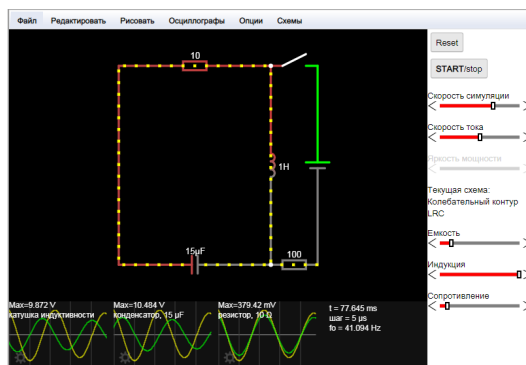 Файл Редактировать Рисовать Осциллографы Опции Схемы
Reset
START/stop
Скорость симуляции
Скорость тока
Яркость мощности
Текущая схема:
Колебательный контур
LRC
Емкость
Индукция
Сопротивление
10
1H
15μF
100
Max=9.872 V
катушка индуктивности
Max=10.484 V
конденсатор, 15 μF
Max=379.42 mV
резистор, 10 Ω
t = 77.645 ms
шаг = 5 μs
fo = 41.094 Hz